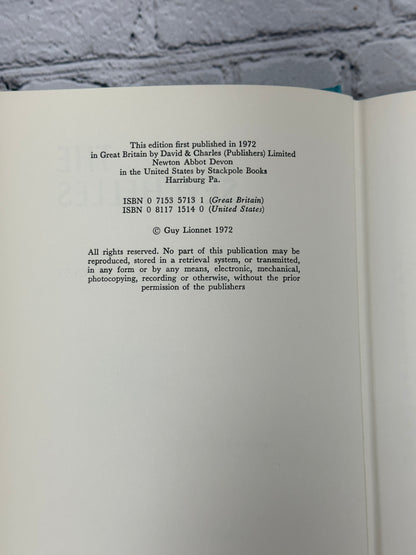 This edition first published in 1972
in Great Britain by David & Charles (Publishers) Limited
Newton Abbot Devon
in the United States by Stackpole Books
Harrisburg Pa.
ISBN 0 7153 5713 1 (Great Britain)
ISBN 0 8117 1514 0 (United States)
© Guy Lionnet 1972
All rights reserved. No part of this publication may be
reproduced, stored in a retrieval system, or transmitted,
in any form or by any means, electronic, mechanical,
photocopying, recording or otherwise, without the prior
permission of the publishers